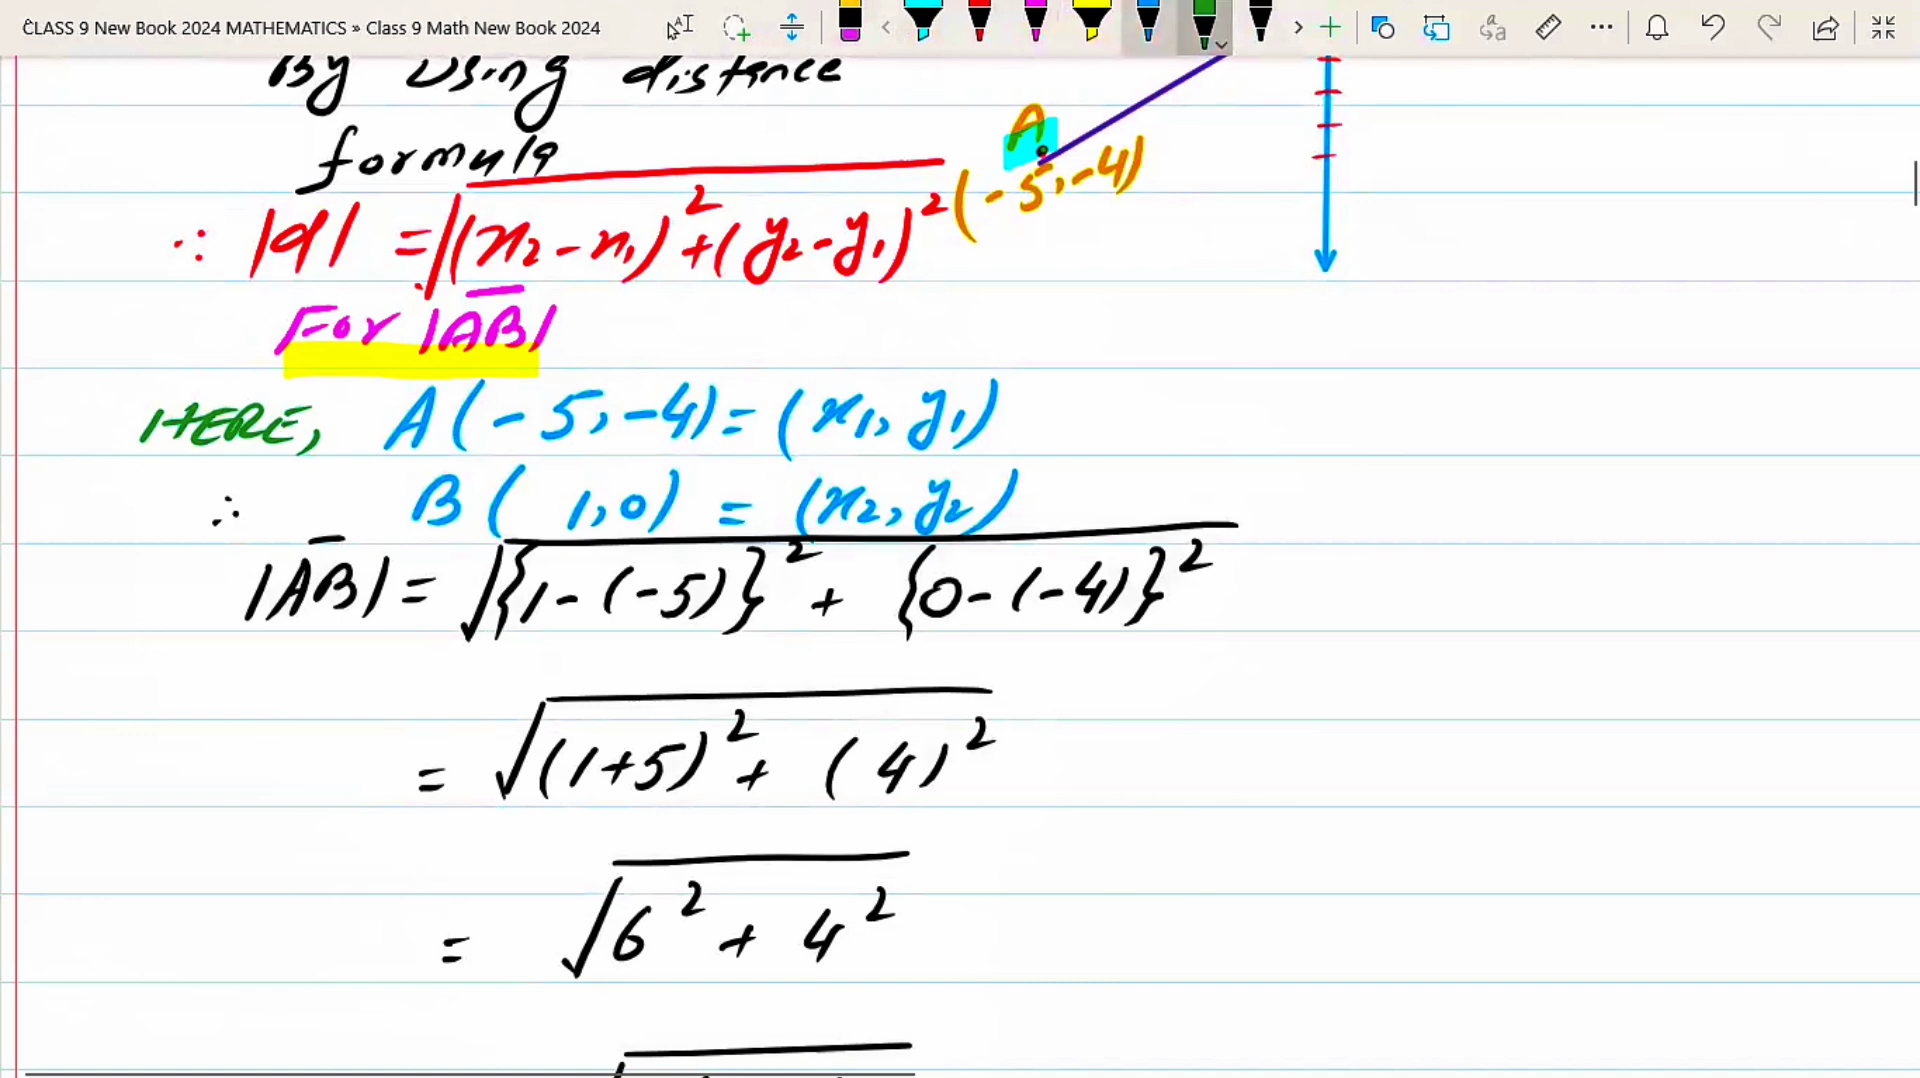 CLASS 9 New Book 2024 MATHEMATICS » Class 9 Math New Book 2024
By using distance
formula
A
(-5,-4)
∴ |d| = √(x₂-x₁)² + (y₂-y₁)²
For |A̅B̅|
HERE, A(-5,-4) = (x₁, y₁)
∴ B( 1,0) = (x₂, y₂)
|A̅B̅| = √{1-(-5)}² + {0-(-4)}²
= √(1+5)² + (4)²
= √6² + 4²